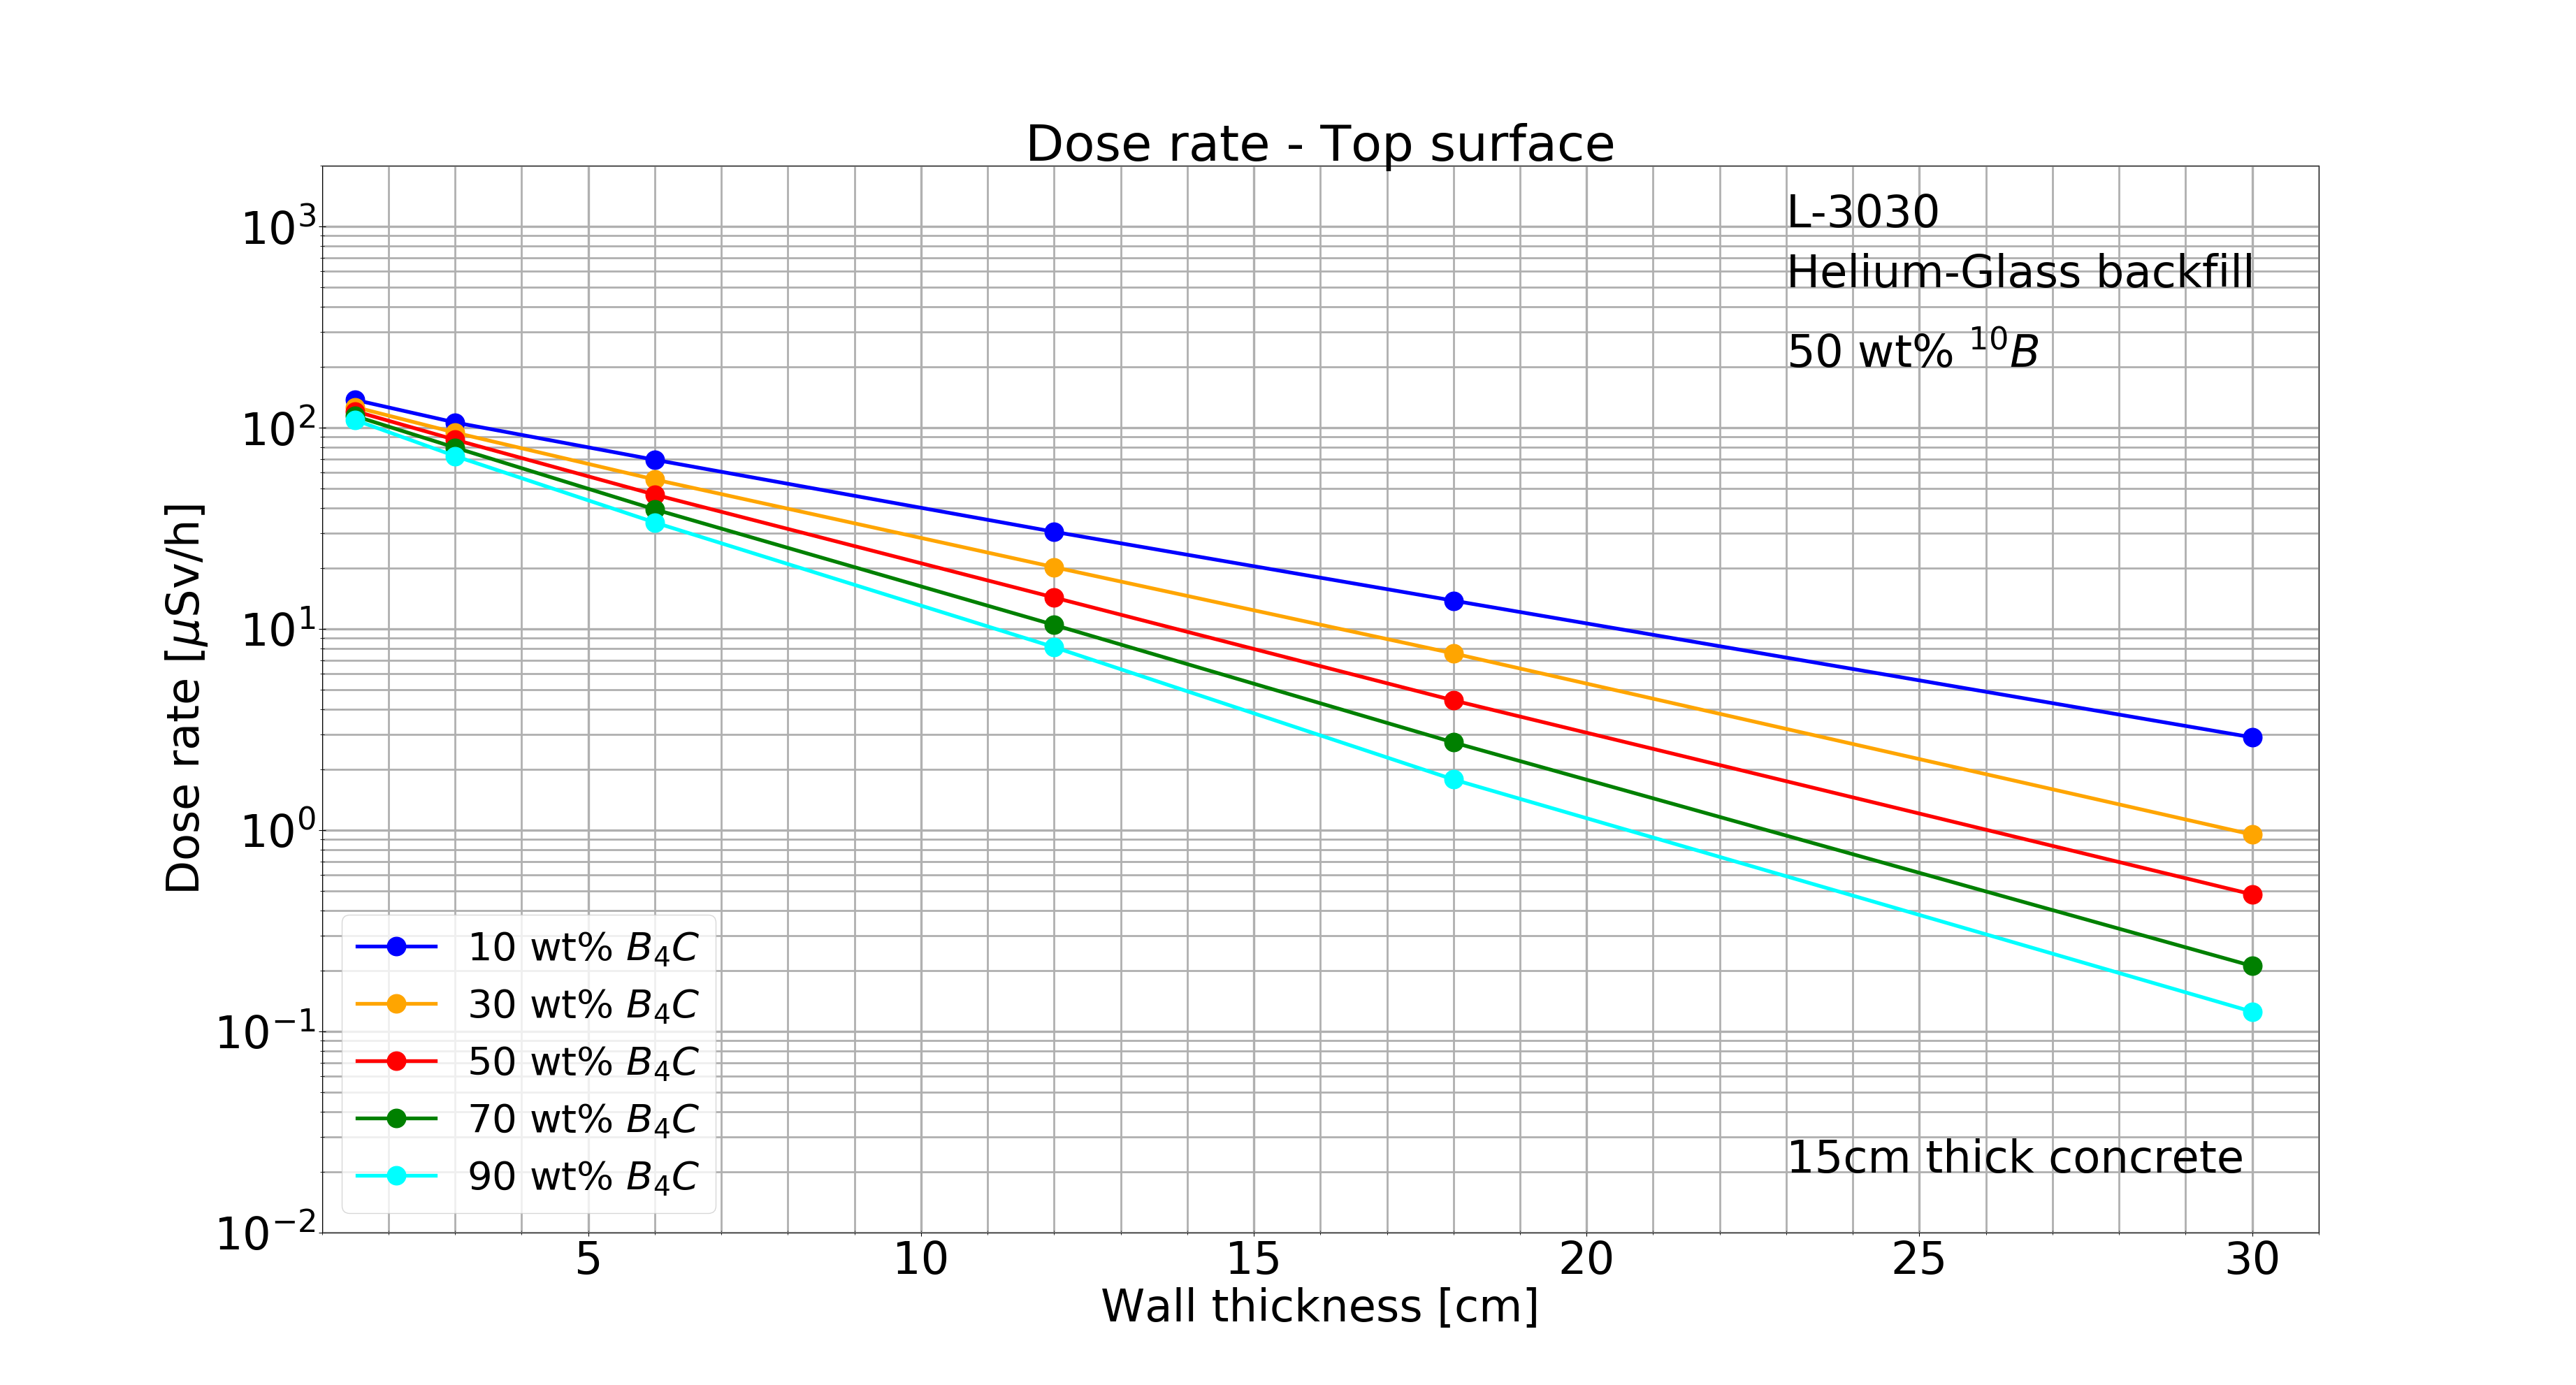 Dose rate - Top surface
L-3030
Helium-Glass backfill
50 wt% ¹⁰B
10³
10²
10¹
10⁰
10⁻¹
10⁻²
Dose rate [μSv/h]
10 wt% B₄C
30 wt% B₄C
50 wt% B₄C
70 wt% B₄C
90 wt% B₄C
15cm thick concrete
5 10 15 20 25 30
Wall thickness [cm]